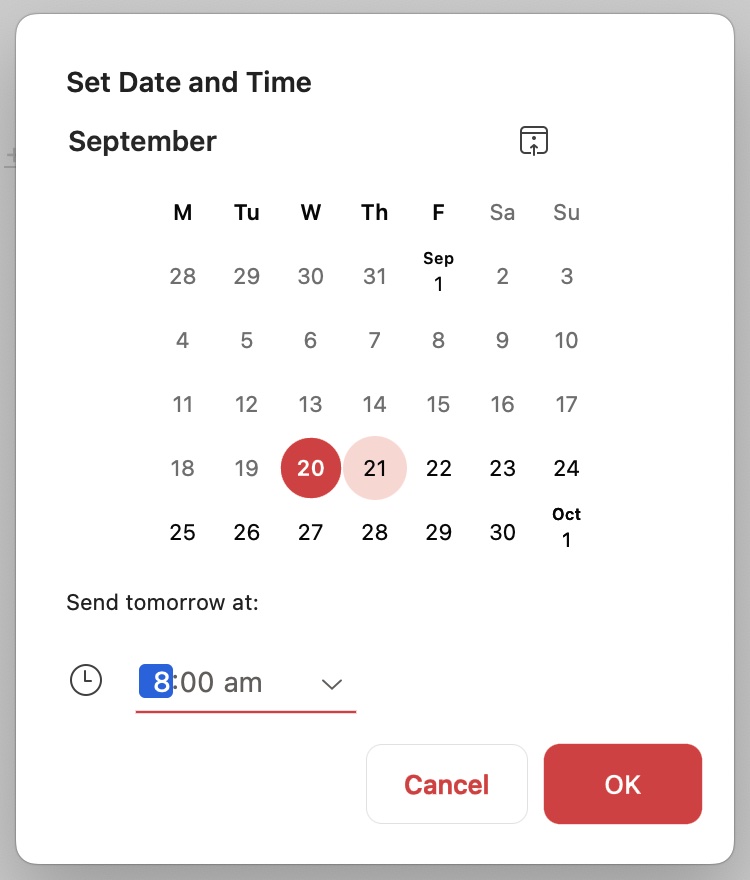 Set Date and Time
September
M Tu W Th F Sa Su
28 29 30 31 Sep 1 2 3
4 5 6 7 8 9 10
11 12 13 14 15 16 17
18 19 20 21 22 23 24
25 26 27 28 29 30 Oct 1
Send tomorrow at:
8:00 am
Cancel OK